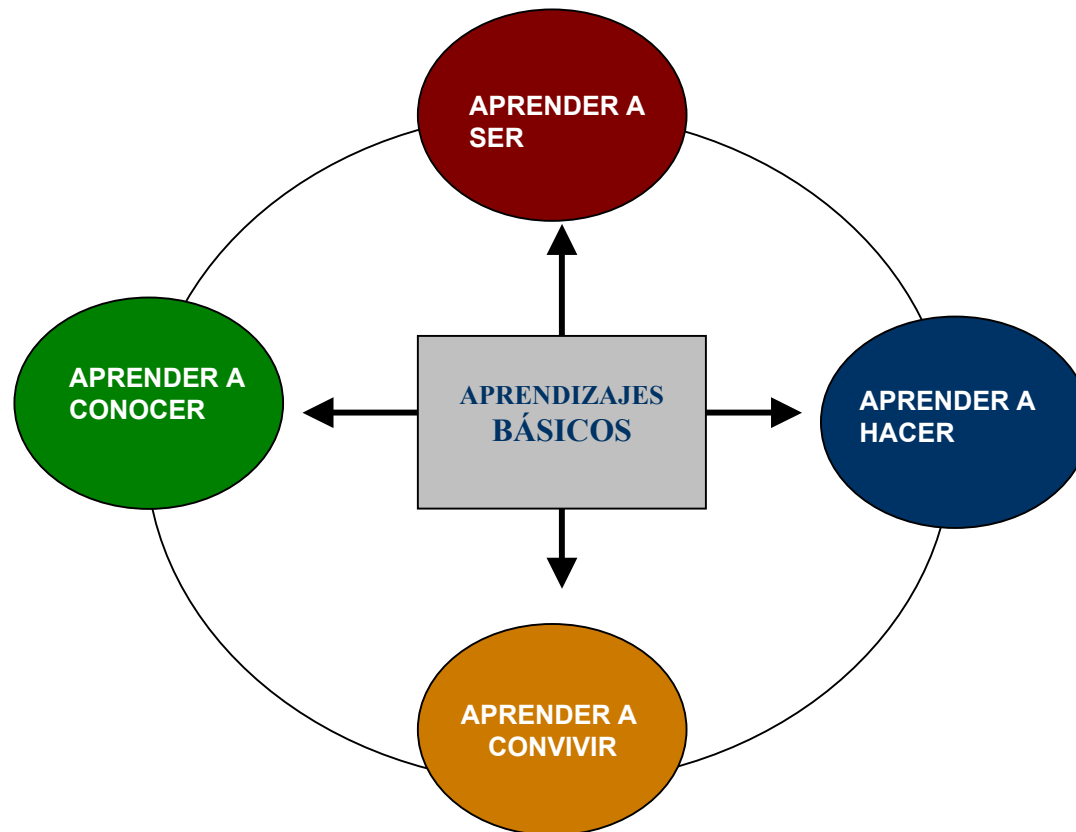 APRENDER A
SER
APRENDER A
CONOCER
APRENDIZAJES
BÁSICOS
APRENDER A
HACER
APRENDER A
CONVIVIR